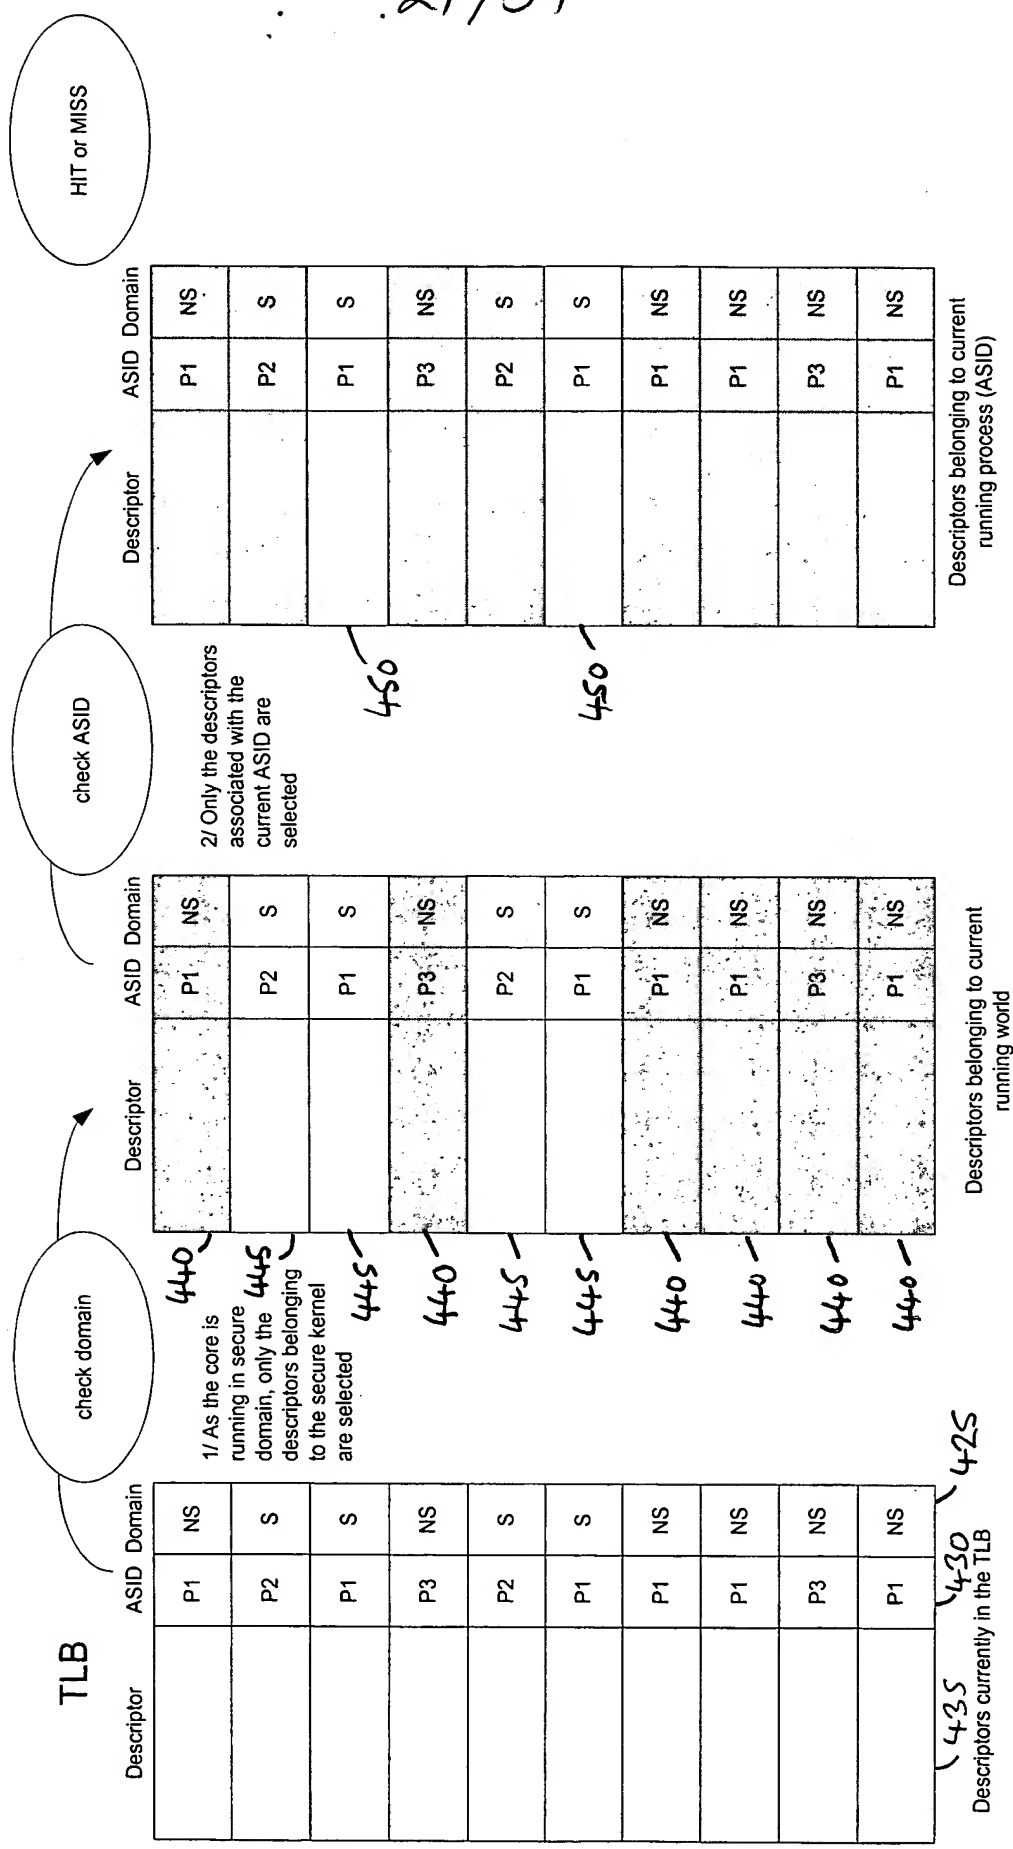 21/51
TLB
check domain
check ASID
HIT or MISS
Descriptor ASID Domain
P1 NS
P2 S
P1 S
P3 NS
P2 S
P1 S
P1 NS
P1 NS
P3 NS
P1 NS
435 430 425
Descriptors currently in the TLB
1/ As the core is
running in secure
domain, only the
descriptors belonging
to the secure kernel
are selected
Descriptor ASID Domain
440 P1 NS
445 P2 S
445 P1 S
440 P3 NS
445 P2 S
445 P1 S
440 P1 NS
440 P1 NS
440 P3 NS
440 P1 NS
Descriptors belonging to current
running world
2/ Only the descriptors
associated with the
current ASID are
selected
Descriptor ASID Domain
P1 NS
P2 S
450 P1 S
P3 NS
P2 S
450 P1 S
P1 NS
P1 NS
P3 NS
P1 NS
Descriptors belonging to current
running process (ASID)